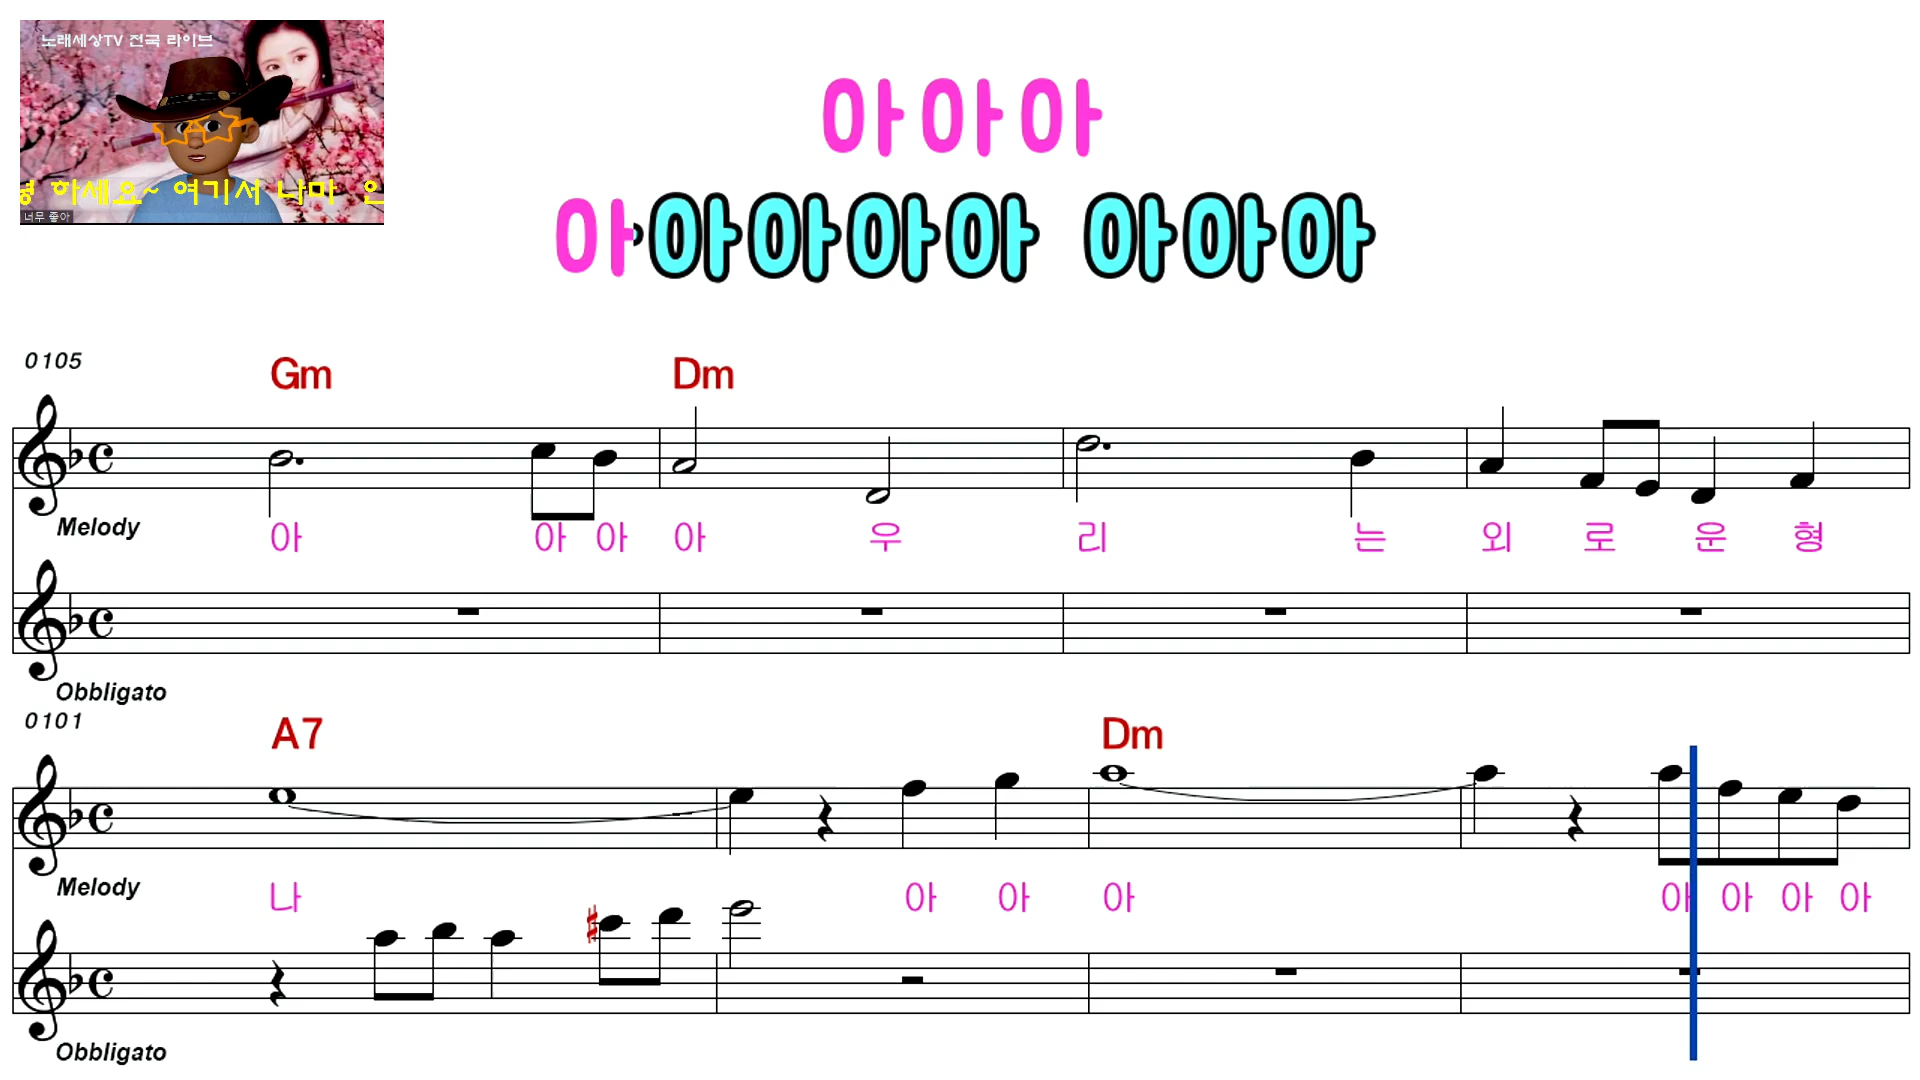 노래세상TV 전국 라이브
하세요~ 여기서 나마
너무 좋아
아아아
아아아아아 아아아
0105
Gm Dm
Melody
아 아 아 아 우 리 는 외 로 운 형
Obbligato
0101
A7 Dm
Melody
나 아 아 아 아 아 아 아
Obbligato